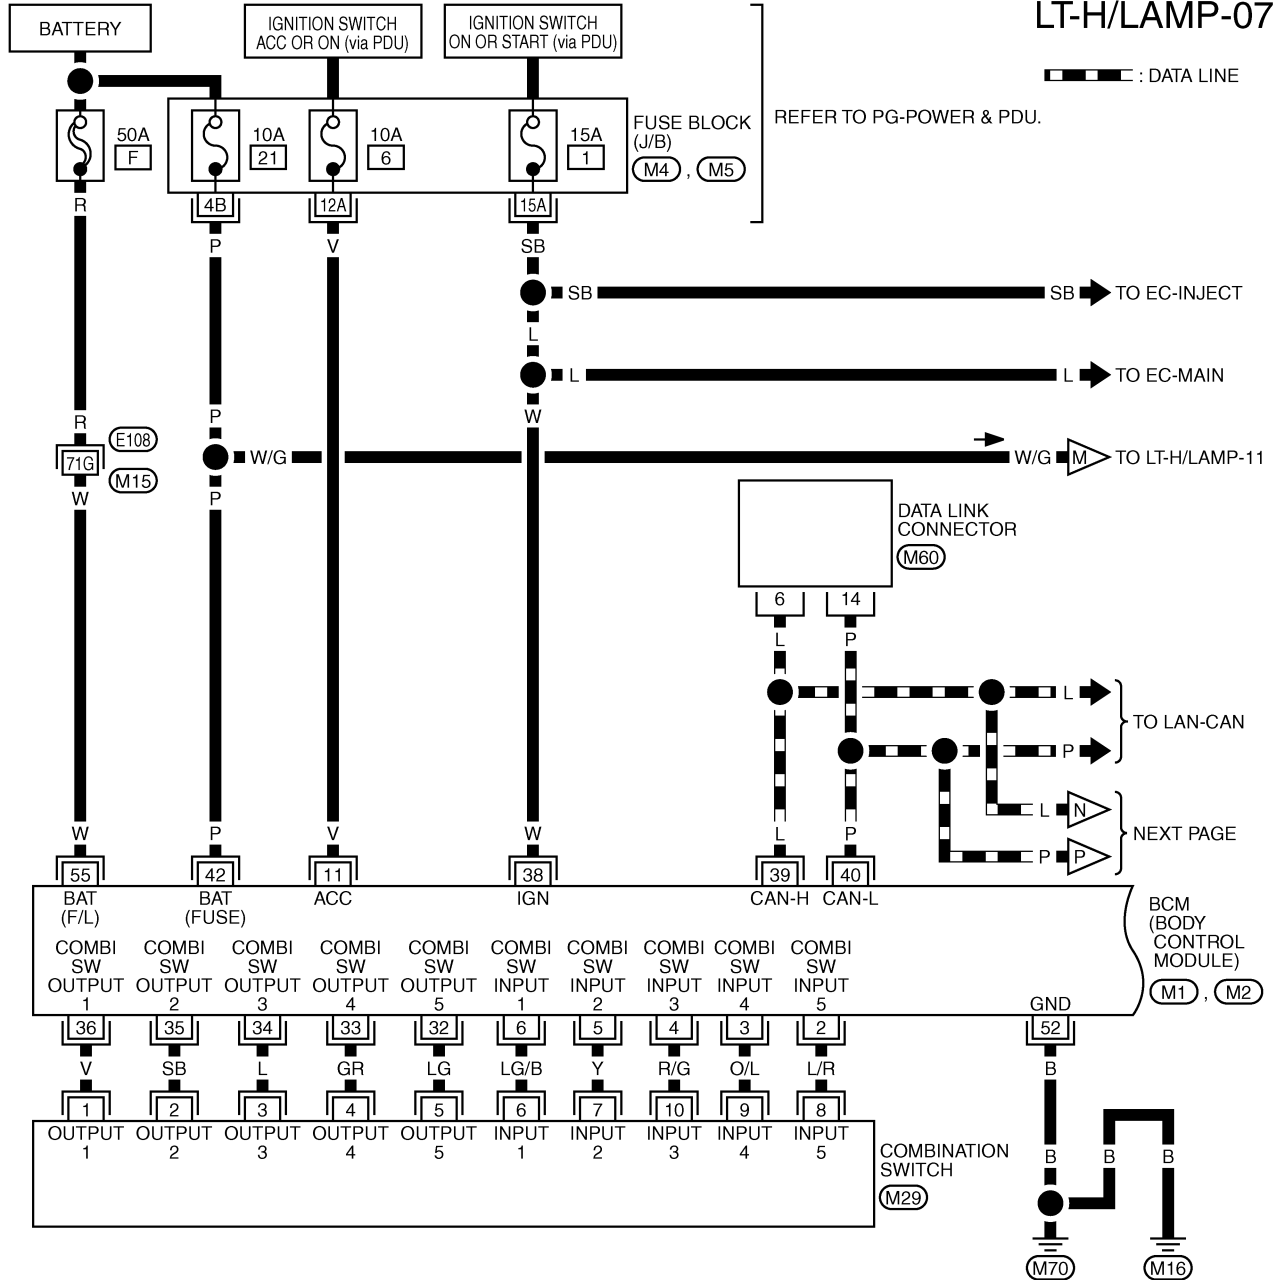 LT-H/LAMP-07
BATTERY
IGNITION SWITCH
ACC OR ON (via PDU)
IGNITION SWITCH
ON OR START (via PDU)
: DATA LINE
REFER TO PG-POWER & PDU.
50A
F
10A
21
10A
6
15A
1
FUSE BLOCK
(J/B)
M4 , M5
4B
12A
15A
R
P
V
SB
SB
SB
TO EC-INJECT
L
L
L
TO EC-MAIN
R
P
W
E108
71G
M15
W/G
W/G
M
TO LT-H/LAMP-11
W
P
DATA LINK
CONNECTOR
M60
6
14
L
P
L
P
TO LAN-CAN
L
N
P
P
NEXT PAGE
W
P
V
W
L
P
55
42
11
38
39
40
BAT
(F/L)
BAT
(FUSE)
ACC
IGN
CAN-H
CAN-L
BCM
(BODY
CONTROL
MODULE)
M1 , M2
COMBI
SW
OUTPUT
1
COMBI
SW
OUTPUT
2
COMBI
SW
OUTPUT
3
COMBI
SW
OUTPUT
4
COMBI
SW
OUTPUT
5
COMBI
SW
INPUT
1
COMBI
SW
INPUT
2
COMBI
SW
INPUT
3
COMBI
SW
INPUT
4
COMBI
SW
INPUT
5
GND
36
35
34
33
32
6
5
4
3
2
52
V
SB
L
GR
LG
LG/B
Y
R/G
O/L
L/R
B
1
2
3
4
5
6
7
10
9
8
OUTPUT
1
OUTPUT
2
OUTPUT
3
OUTPUT
4
OUTPUT
5
INPUT
1
INPUT
2
INPUT
3
INPUT
4
INPUT
5
COMBINATION
SWITCH
M29
B
B
B
M70
M16